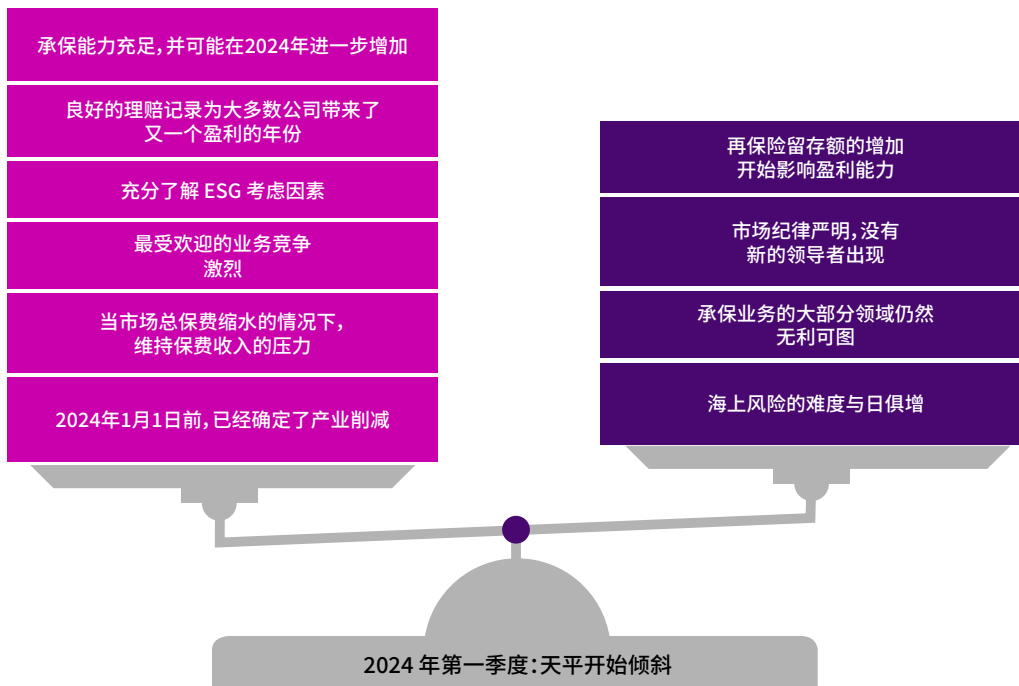 承保能力充足，并可能在2024年进一步增加
良好的理赔记录为大多数公司带来了
又一个盈利的年份
充分了解 ESG 考虑因素
最受欢迎的业务竞争
激烈
当市场总保费缩水的情况下，
维持保费收入的压力
2024年1月1日前，已经确定了产业削减
再保险留存额的增加
开始影响盈利能力
市场纪律严明，没有
新的领导者出现
承保业务的大部分领域仍然
无利可图
海上风险的难度与日俱增
2024 年第一季度：天平开始倾斜